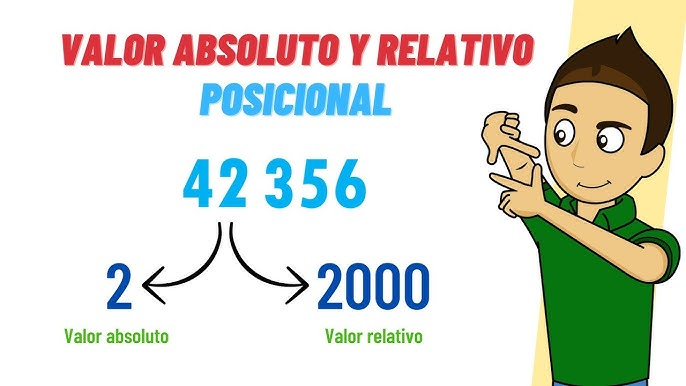 VALOR ABSOLUTO Y RELATIVO
POSICIONAL
42 356
2 2000
Valor absoluto Valor relativo